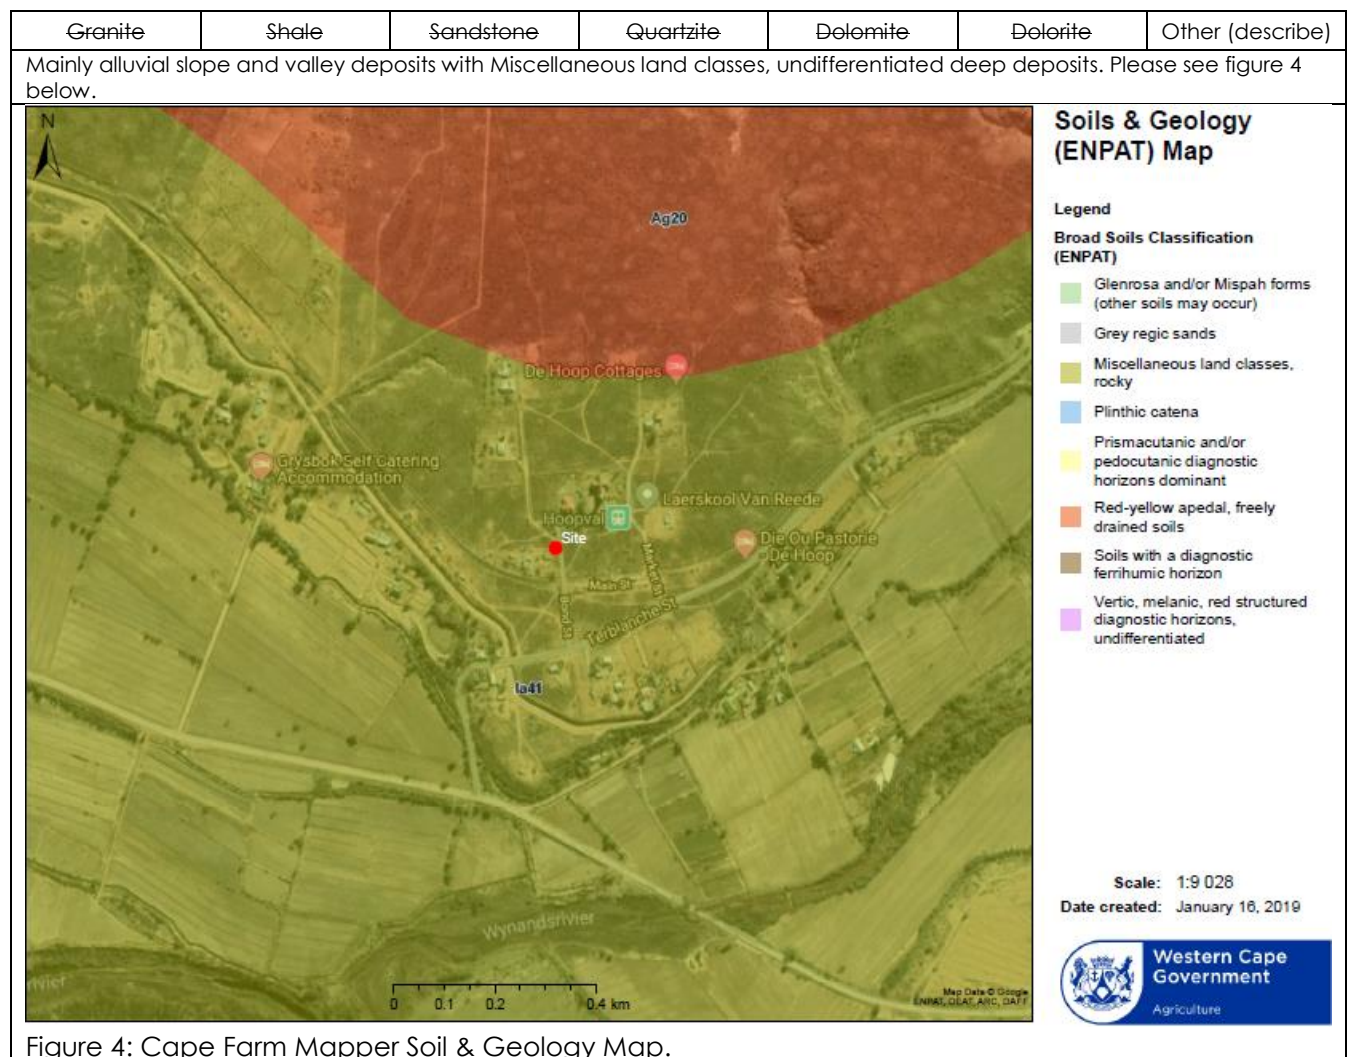 Granite Shale Sandstone Quartzite Dolomite Dolorite Other (describe)
Mainly alluvial slope and valley deposits with Miscellaneous land classes, undifferentiated deep deposits. Please see figure 4
below.
N
Ag20
De Hoop Cottages
Grysbok Self Catering
Accommodation
Laerskool Van Reede
Hoopval
Site
Die Ou Pastorie
De Hoop
Market St
Main St
Bond St
Terblanche St
Ia41
Wynandsrivier
rivier
0 0.1 0.2 0.4 km
Map Data © Google
ENPAT, DEAT, ARC, DAFF
Soils & Geology
(ENPAT) Map
Legend
Broad Soils Classification
(ENPAT)
Glenrosa and/or Mispah forms
(other soils may occur)
Grey regic sands
Miscellaneous land classes,
rocky
Plinthic catena
Prismacutanic and/or
pedocutanic diagnostic
horizons dominant
Red-yellow apedal, freely
drained soils
Soils with a diagnostic
ferrihumic horizon
Vertic, melanic, red structured
diagnostic horizons,
undifferentiated
Scale: 1:9 028
Date created: January 16, 2019
Western Cape
Government
Agriculture
Figure 4: Cape Farm Mapper Soil & Geology Map.